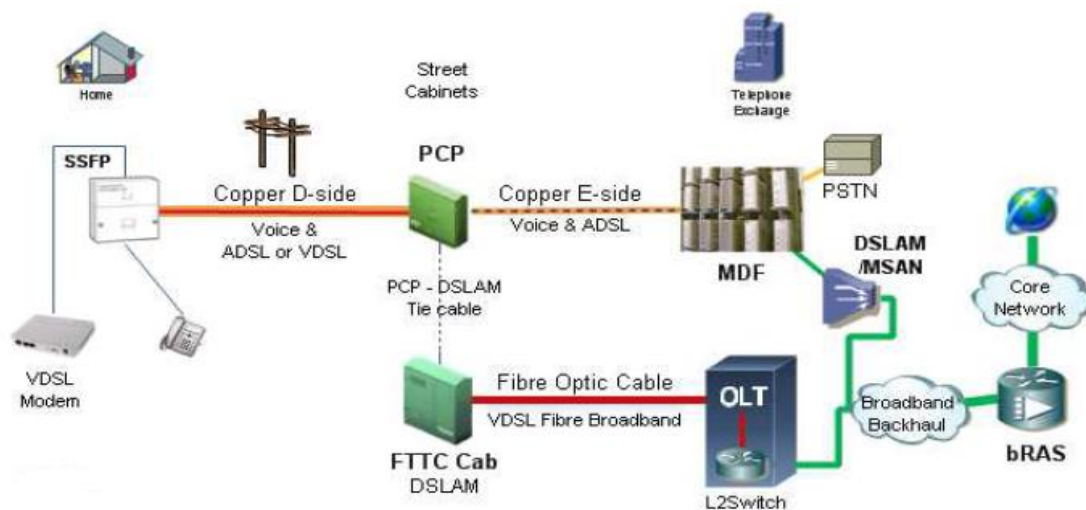 Home
Street
Cabinets
Telephone
Exchange
SSFP
PCP
PSTN
Copper D-side
Voice &
ADSL or VDSL
Copper E-side
Voice & ADSL
MDF
DSLAM
/MSAN
Core
Network
PCP - DSLAM
Tie cable
VDSL
Modem
Fibre Optic Cable
VDSL Fibre Broadband
OLT
Broadband
Backhaul
bRAS
FTTC Cab
DSLAM
L2Switch